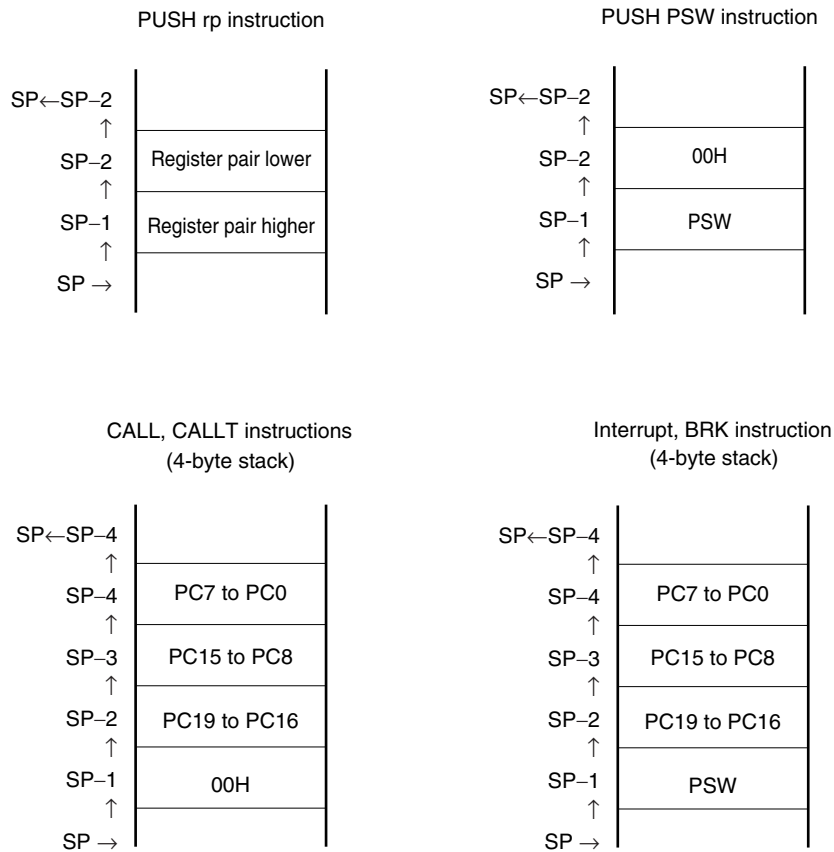 PUSH rp instruction
SP←SP–2
↑
SP–2
Register pair lower
↑
SP–1
Register pair higher
↑
SP →
PUSH PSW instruction
SP←SP–2
↑
SP–2
00H
↑
SP–1
PSW
↑
SP →
CALL, CALLT instructions
(4-byte stack)
SP←SP–4
↑
SP–4
PC7 to PC0
↑
SP–3
PC15 to PC8
↑
SP–2
PC19 to PC16
↑
SP–1
00H
↑
SP →
Interrupt, BRK instruction
(4-byte stack)
SP←SP–4
↑
SP–4
PC7 to PC0
↑
SP–3
PC15 to PC8
↑
SP–2
PC19 to PC16
↑
SP–1
PSW
↑
SP →